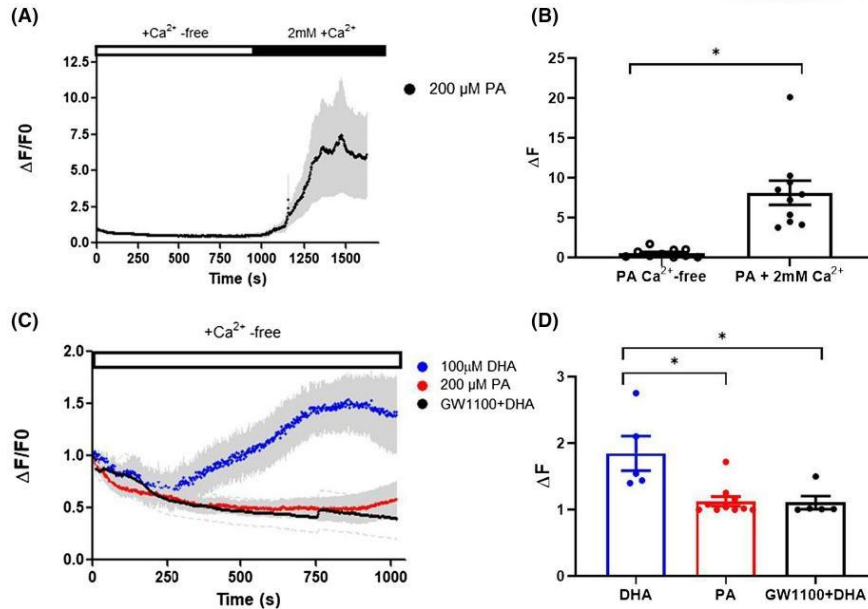 (A)
+Ca²⁺ -free 2mM +Ca²⁺
12.5
10.0
7.5
5.0
2.5
0.0
ΔF/F0
0 250 500 750 1000 1250 1500
Time (s)
200 µM PA
(B)
*
25
20
15
10
5
0
ΔF
PA Ca²⁺-free PA + 2mM Ca²⁺
(C)
+Ca²⁺ -free
2.0
1.5
1.0
0.5
0.0
ΔF/F0
0 250 500 750 1000
Time (s)
100µM DHA
200 µM PA
GW1100+DHA
(D)
*
*
3
2
1
0
ΔF
DHA PA GW1100+DHA